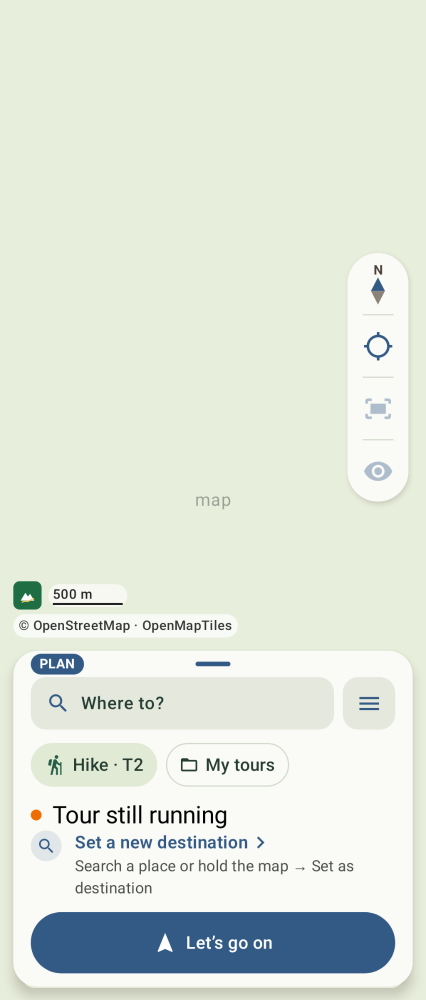 N
map
500 m
© OpenStreetMap · OpenMapTiles
PLAN
Where to?
Hike · T2
My tours
Tour still running
Set a new destination
Search a place or hold the map → Set as
destination
Let's go on